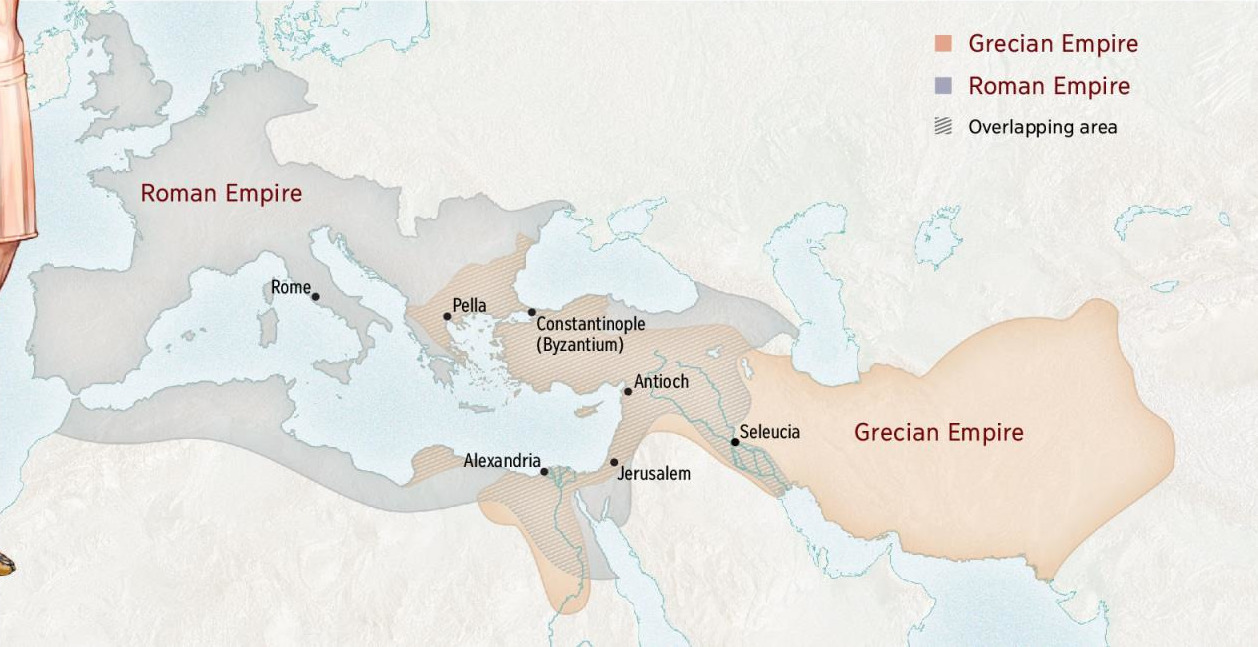 Grecian Empire
Roman Empire
Overlapping area
Roman Empire
Rome
Pella
Constantinople
(Byzantium)
Antioch
Seleucia
Grecian Empire
Alexandria
Jerusalem